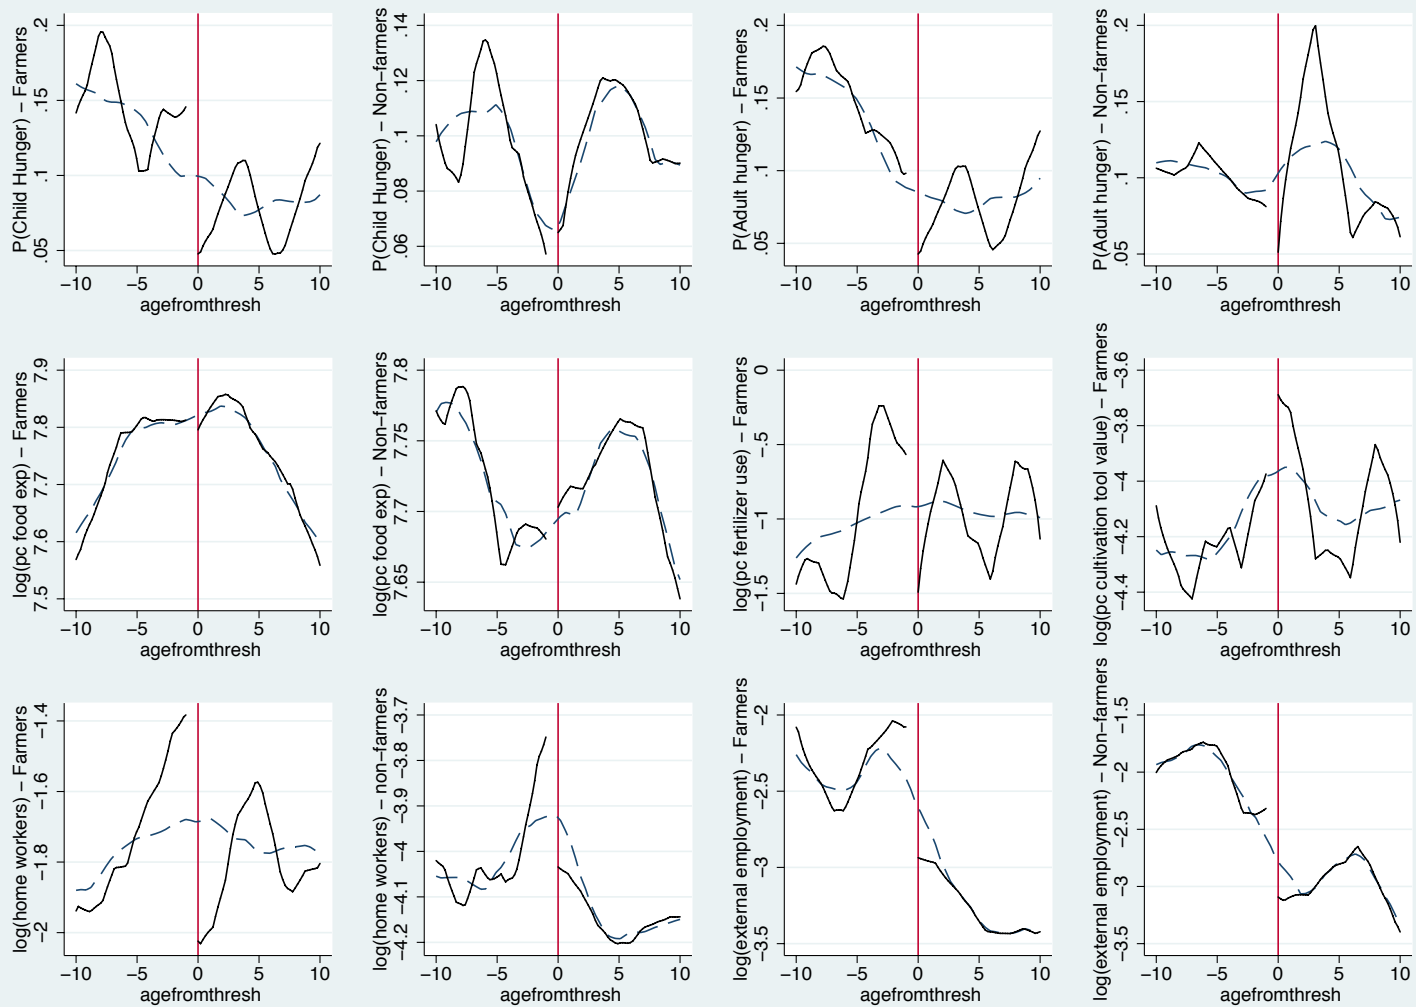 P(Child Hunger) – Farmers
.05 .1 .15 .2
−10 −5 0 5 10
agefromthresh
P(Child Hunger) – Non−farmers
.06 .08 .1 .12 .14
−10 −5 0 5 10
agefromthresh
P(Adult hunger) – Farmers
.05 .1 .15 .2
−10 −5 0 5 10
agefromthresh
P(Adult hunger) – Non−farmers
.05 .1 .15 .2
−10 −5 0 5 10
agefromthresh
log(pc food exp) – Farmers
7.5 7.6 7.7 7.8 7.9
−10 −5 0 5 10
agefromthresh
log(pc food exp) – Non−farmers
7.65 7.7 7.75 7.8
−10 −5 0 5 10
agefromthresh
log(pc fertilizer use) – Farmers
−1.5 −1 −.5 0
−10 −5 0 5 10
agefromthresh
log(pc cultivation tool value) – Farmers
−4.4 −4.2 −4 −3.8 −3.6
−10 −5 0 5 10
agefromthresh
log(home workers) – Farmers
−2 −1.8 −1.6 −1.4
−10 −5 0 5 10
agefromthresh
log(home workers) – non−farmers
−4.2 −4.1 −4 −3.9 −3.8 −3.7
−10 −5 0 5 10
agefromthresh
log(external employment) – Farmers
−3.5 −3 −2.5 −2
−10 −5 0 5 10
agefromthresh
log(external employment) – Non−farmers
−3.5 −3 −2.5 −2 −1.5
−10 −5 0 5 10
agefromthresh